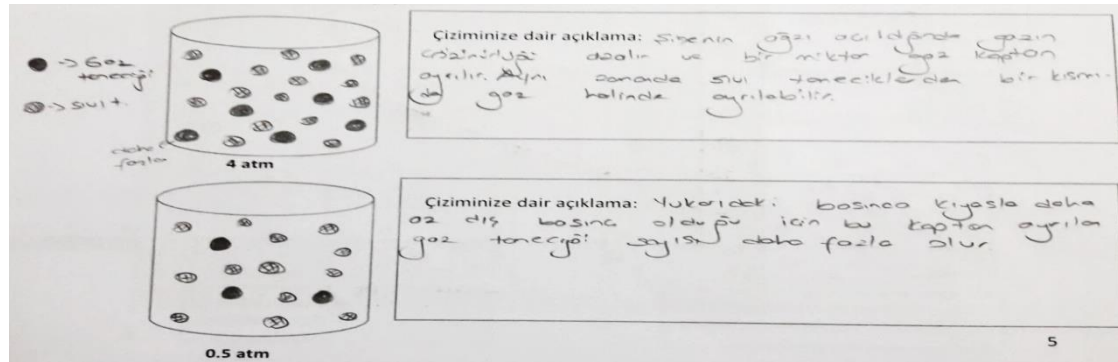 Gaz
taneciği
sıvı t.
daha
fazla
4 atm
Çiziminize dair açıklama: Şişenin ağzı açıldığında gazın
çözünürlüğü azalır ve bir miktar gaz kaptan
ayrılır. Aynı zamanda sıvı taneciklerden bir kısmı
da gaz halinde ayrılabilir.
Çiziminize dair açıklama: Yukarıdaki basınca kıyasla daha
az dış basınç olduğu için bu kaptan ayrılan
gaz taneciği sayısı daha fazla olur.
0.5 atm
5